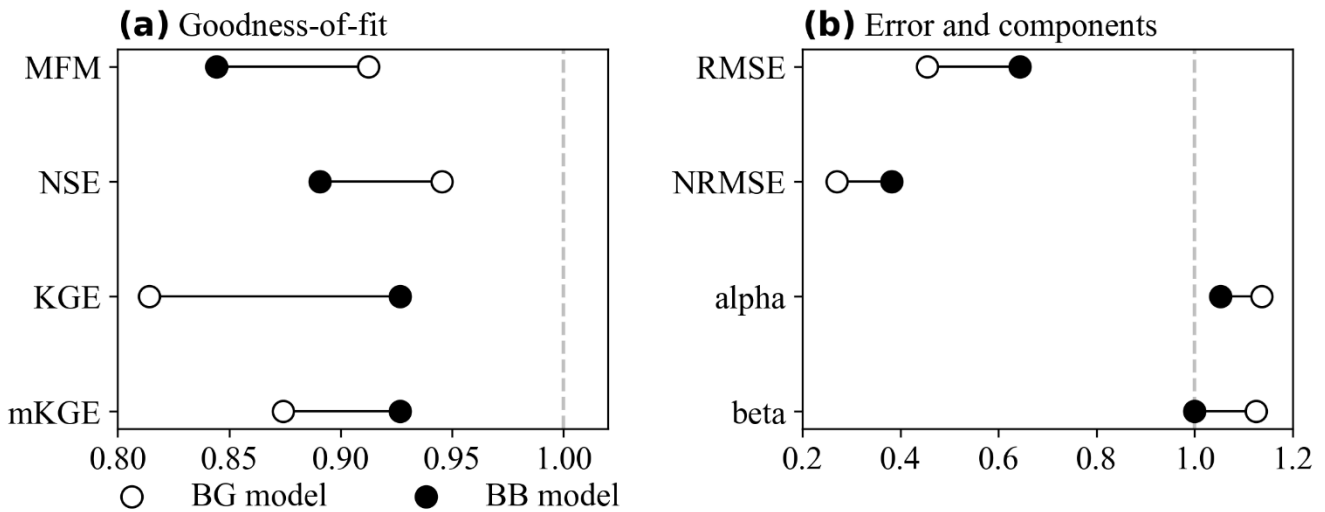 (a) Goodness-of-fit
MFM
NSE
KGE
mKGE
0.80 0.85 0.90 0.95 1.00
(b) Error and components
RMSE
NRMSE
alpha
beta
0.2 0.4 0.6 0.8 1.0 1.2
BG model BB model